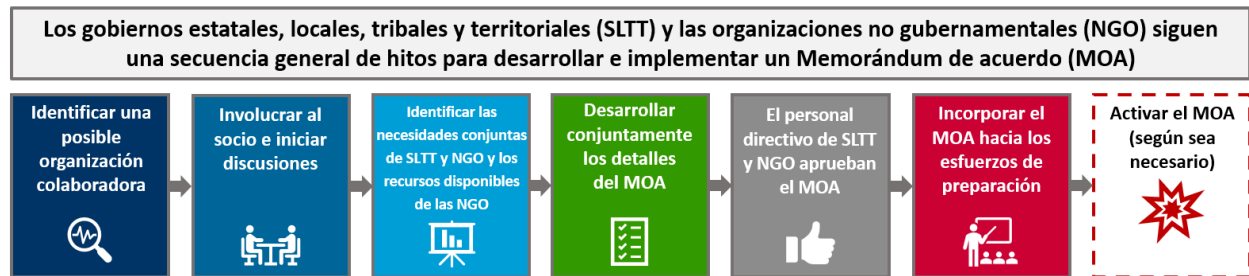 Los gobiernos estatales, locales, tribales y territoriales (SLTT) y las organizaciones no gubernamentales (NGO) siguen
una secuencia general de hitos para desarrollar e implementar un Memorándum de acuerdo (MOA)
Identificar una
posible
organización
colaboradora
Involucrar al
socio e iniciar
discusiones
Identificar las
necesidades conjuntas
de SLTT y NGO y los
recursos disponibles
de las NGO
Desarrollar
conjuntamente
los detalles
del MOA
El personal
directivo de SLTT
y NGO aprueban
el MOA
Incorporar el
MOA hacia los
esfuerzos de
preparación
Activar el MOA
(según sea
necesario)